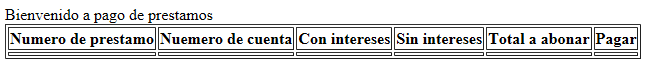 Bienvenido a pago de prestamos
Numero de prestamo Nuemero de cuenta Con intereses Sin intereses Total a abonar Pagar